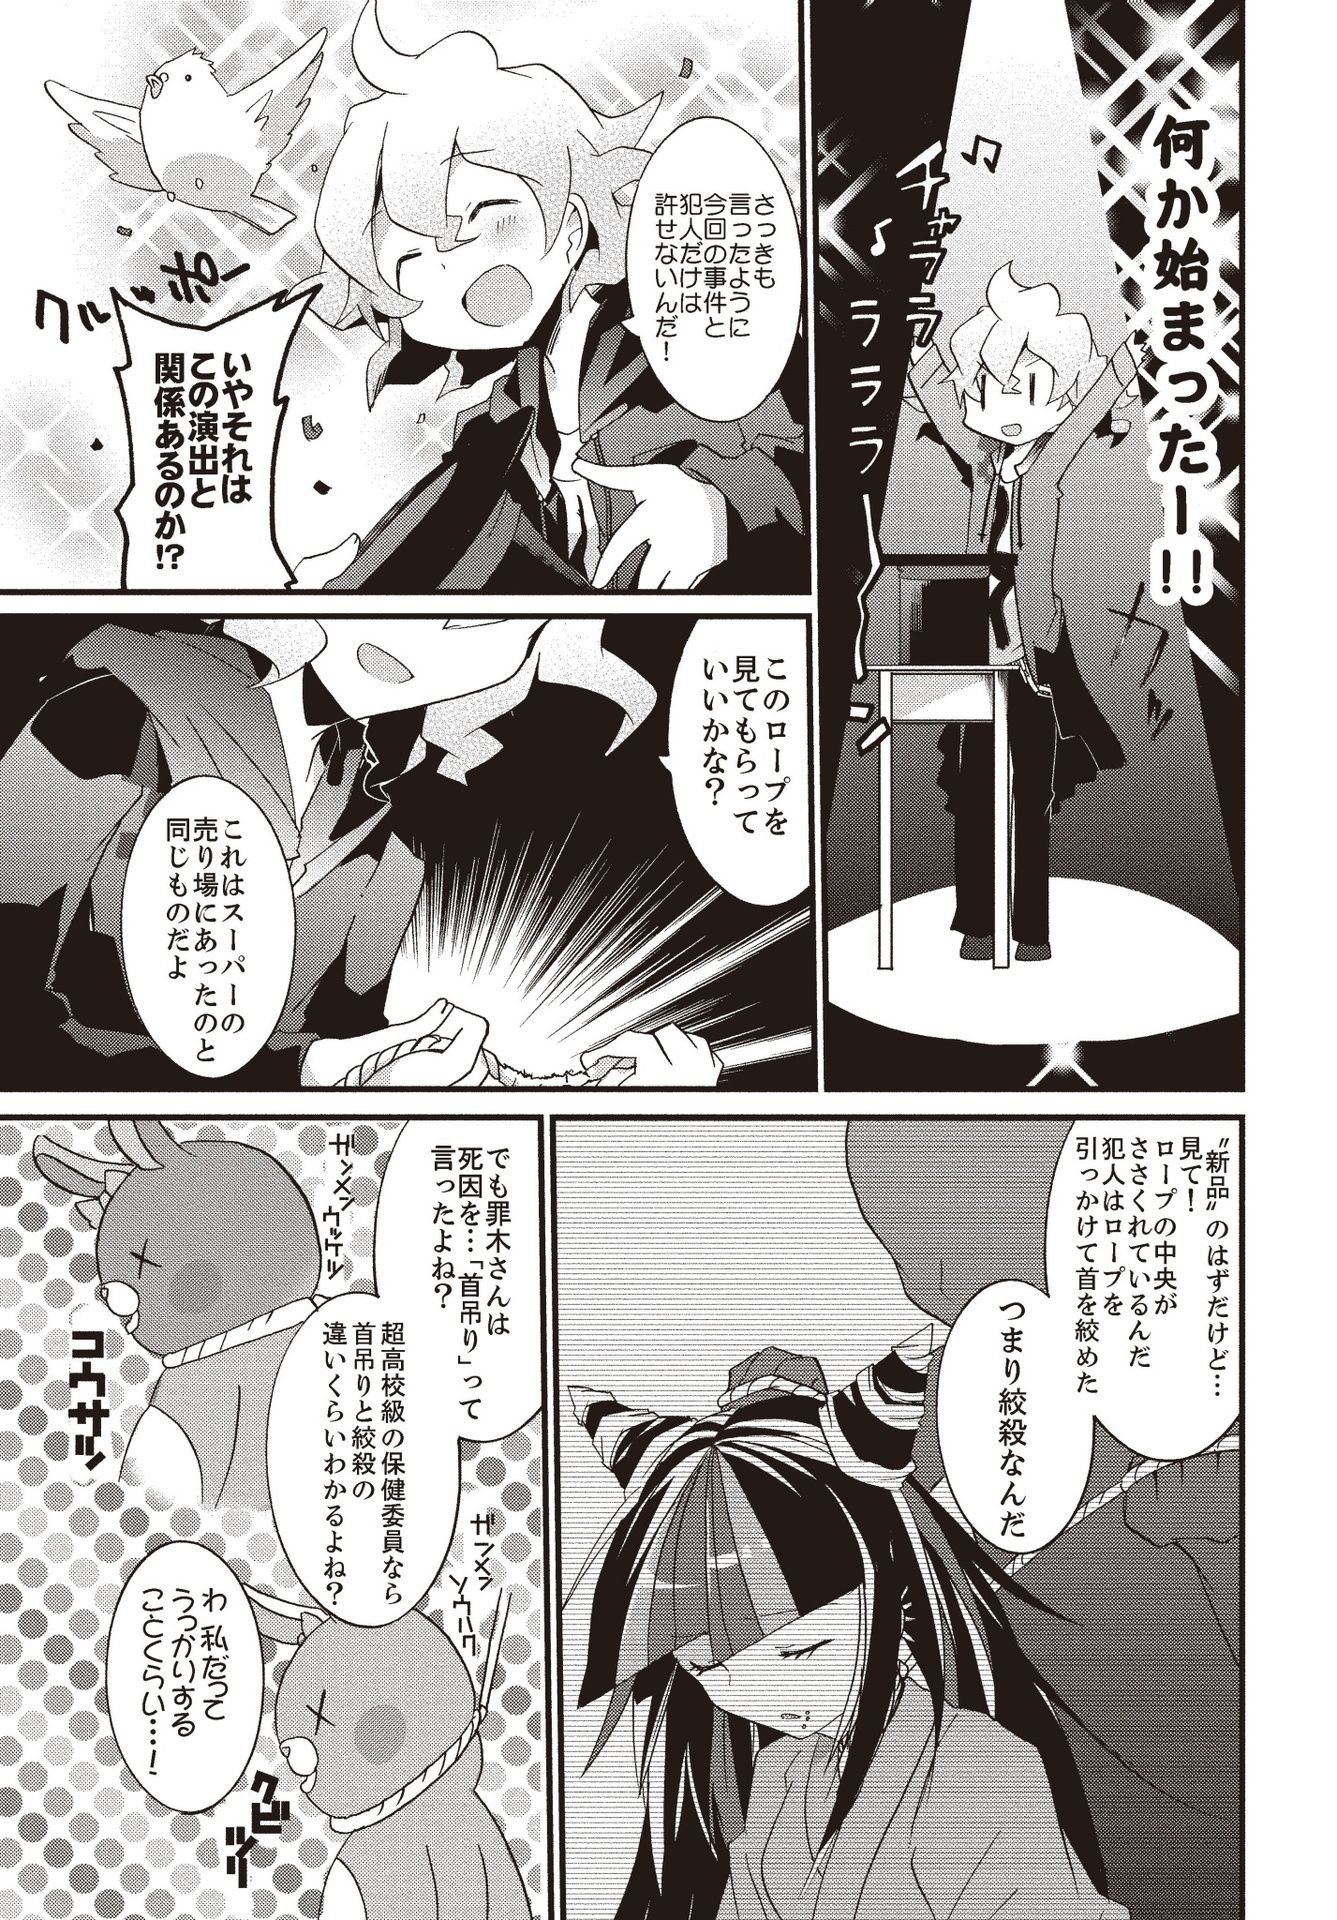 何か始まったー!!
チャラララ
ラララー
さっきも
言ったように
今回の事件と
犯人だけは
許せないんだ!
クルッポー
いやそれは
この演出と
関係あるのか!?
このロープを
見てもらって
いいかな?
これはスーパーの
売り場にあったのと
同じものだよ
〝新品〟のはずだけど…
見て!
ロープの中央が
ささくれているんだ
犯人はロープを
引っかけて首を絞めた
つまり絞殺なんだ
でも罪木さんは
死因を…「首吊り」って
言ったよね?
超高校級の保健委員なら
首吊りと絞殺の
違いくらいわかるよね?
ガンメン
ウッケツ
コウサツ
ガンメン
ソウハク
クビツリ
わ 私だって
うっかりする
ことくらい…!